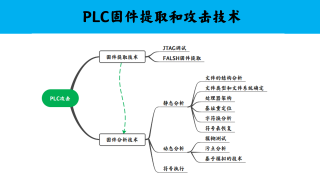 PLC固件提取和攻击技术
JTAG调试
固件提取技术
FALSH固件提取
PLC攻击
文件的结构分析
文件类型和文件系统确定
处理器架构
静态分析
基址重定位
字符操分析
符号表恢复
固件分析技术
模糊测试
动态分析
污点分析
基于模拟的技术
符号执行